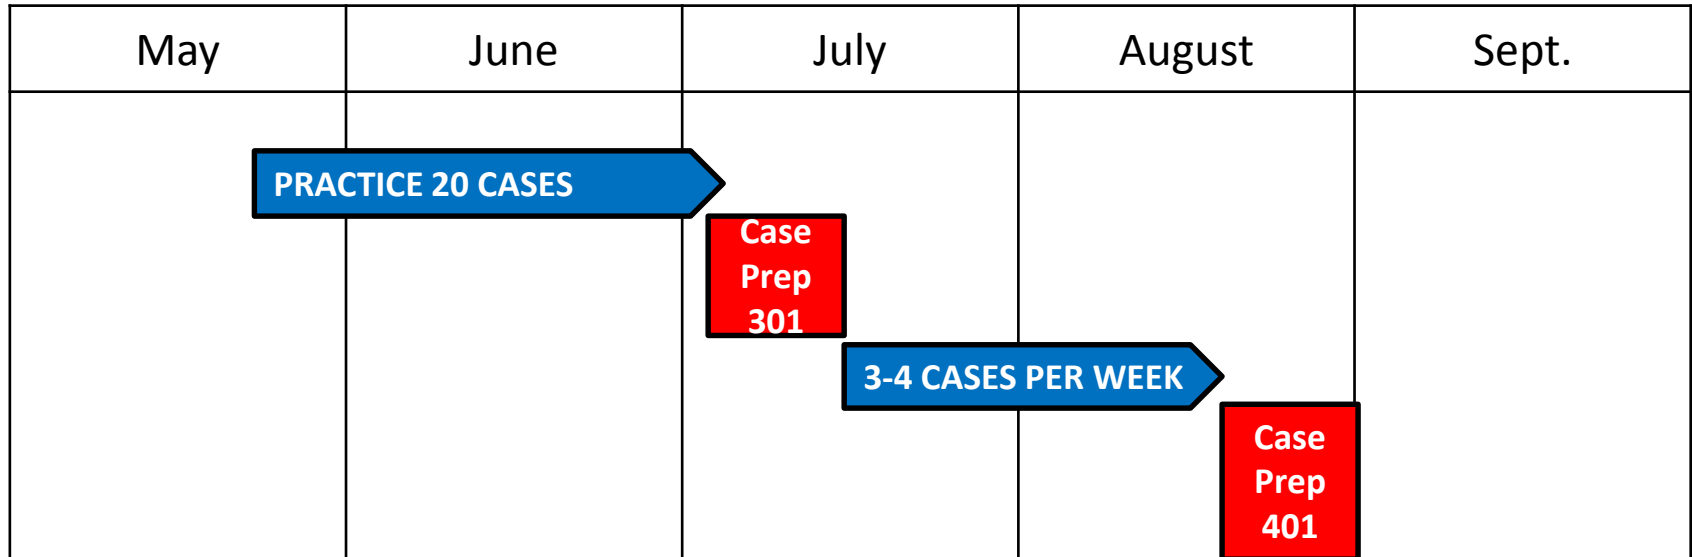 May June July August Sept.
PRACTICE 20 CASES
Case
Prep
301
3-4 CASES PER WEEK
Case
Prep
401